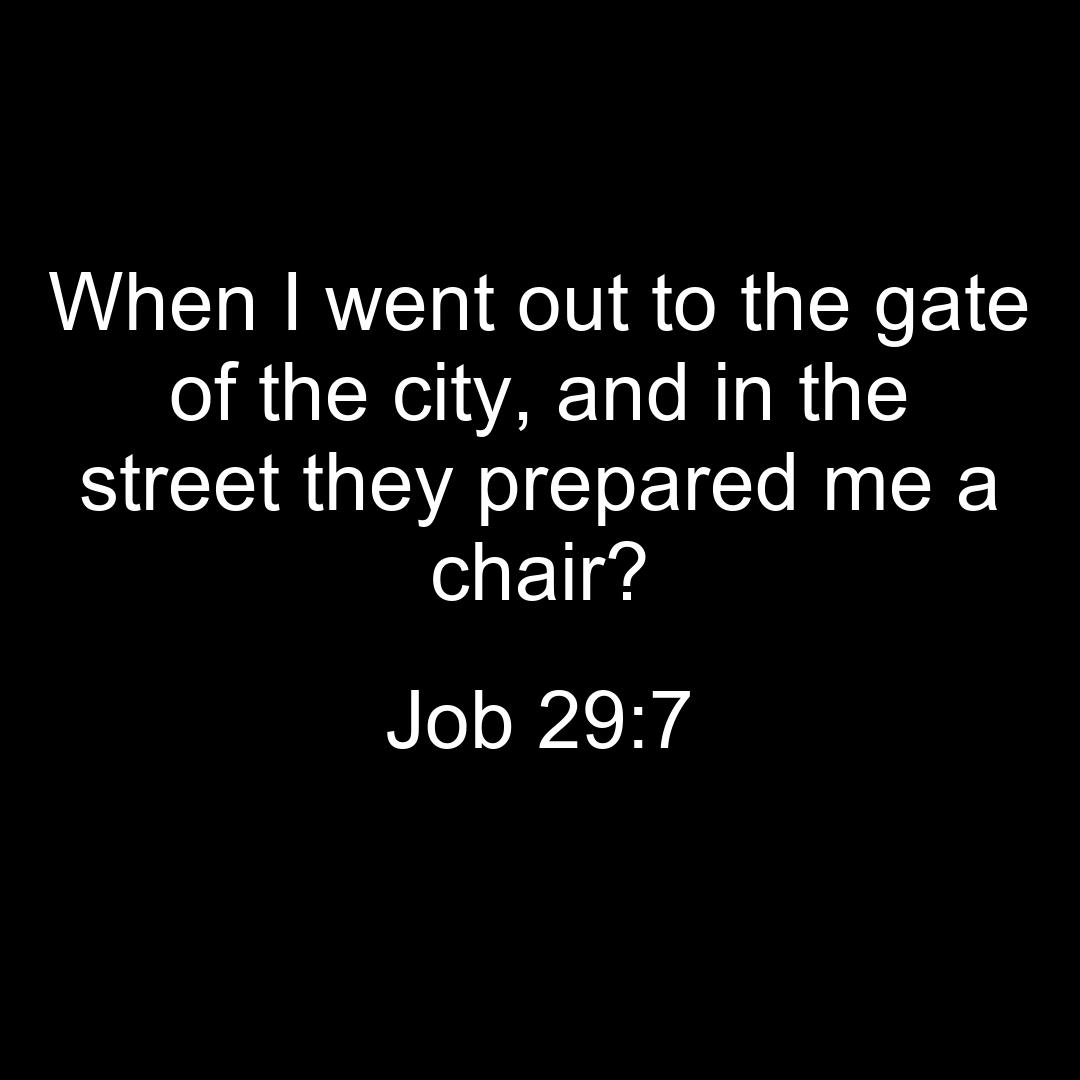 When I went out to the gate
of the city, and in the
street they prepared me a
chair?
Job 29:7